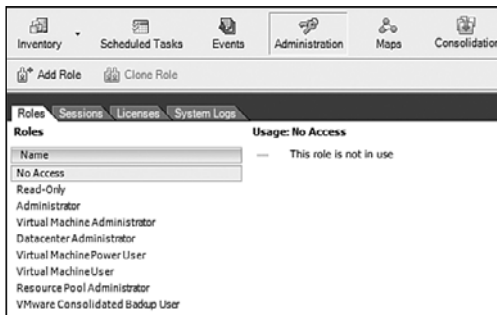 Inventory Scheduled Tasks Events Administration Maps Consolidation
Add Role Clone Role
Roles Sessions Licenses System Logs
Roles Usage: No Access
Name This role is not in use
No Access
Read-Only
Administrator
Virtual Machine Administrator
Datacenter Administrator
Virtual Machine Power User
Virtual Machine User
Resource Pool Administrator
VMware Consolidated Backup User